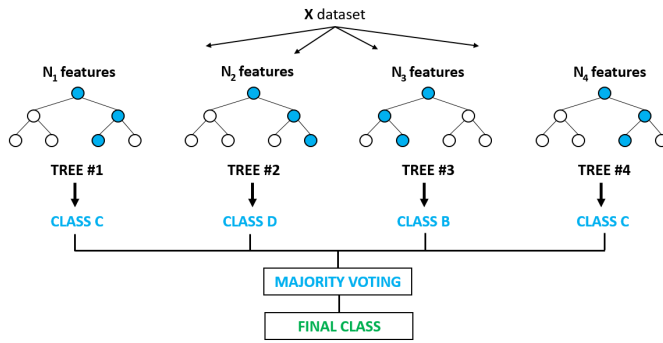 X dataset
N₁ features N₂ features N₃ features N₄ features
TREE #1 TREE #2 TREE #3 TREE #4
CLASS C CLASS D CLASS B CLASS C
MAJORITY VOTING
FINAL CLASS